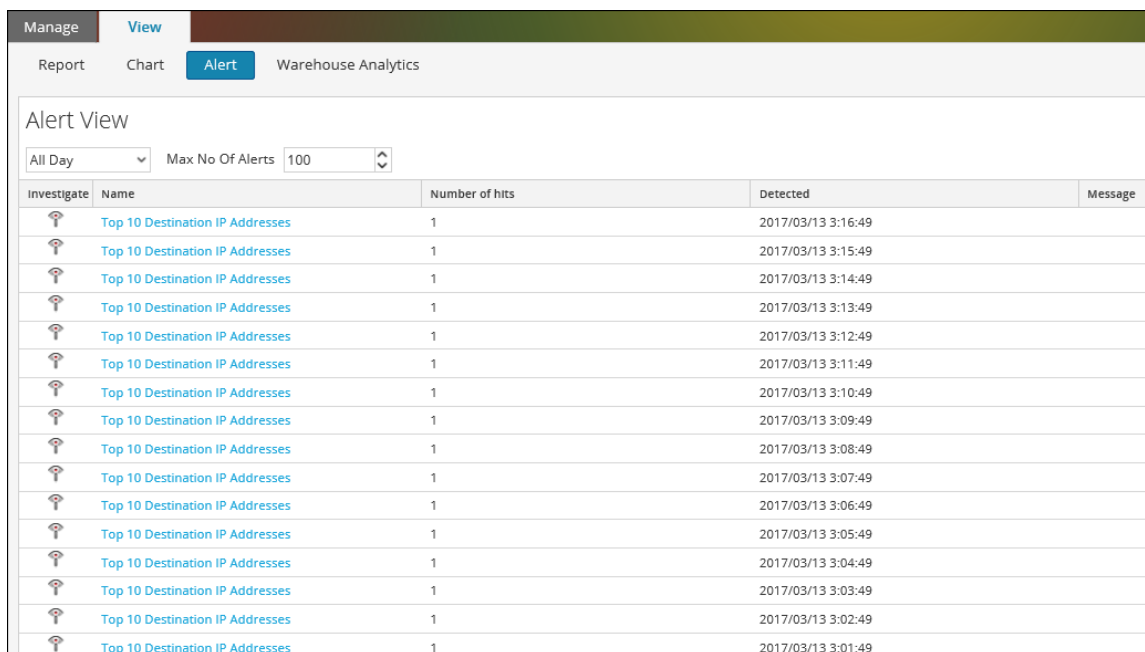 Manage View
Report Chart Alert Warehouse Analytics
Alert View
All Day Max No Of Alerts 100
Investigate Name Number of hits Detected Message
Top 10 Destination IP Addresses 1 2017/03/13 3:16:49
Top 10 Destination IP Addresses 1 2017/03/13 3:15:49
Top 10 Destination IP Addresses 1 2017/03/13 3:14:49
Top 10 Destination IP Addresses 1 2017/03/13 3:13:49
Top 10 Destination IP Addresses 1 2017/03/13 3:12:49
Top 10 Destination IP Addresses 1 2017/03/13 3:11:49
Top 10 Destination IP Addresses 1 2017/03/13 3:10:49
Top 10 Destination IP Addresses 1 2017/03/13 3:09:49
Top 10 Destination IP Addresses 1 2017/03/13 3:08:49
Top 10 Destination IP Addresses 1 2017/03/13 3:07:49
Top 10 Destination IP Addresses 1 2017/03/13 3:06:49
Top 10 Destination IP Addresses 1 2017/03/13 3:05:49
Top 10 Destination IP Addresses 1 2017/03/13 3:04:49
Top 10 Destination IP Addresses 1 2017/03/13 3:03:49
Top 10 Destination IP Addresses 1 2017/03/13 3:02:49
Top 10 Destination IP Addresses 1 2017/03/13 3:01:49